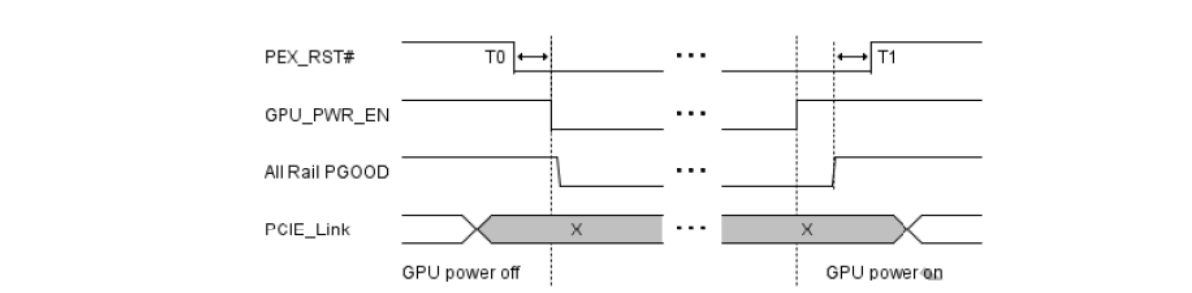 PEX_RST# T0 ... T1
GPU_PWR_EN ...
All Rail PGOOD ...
PCIE_Link X ... X
GPU power off GPU power on